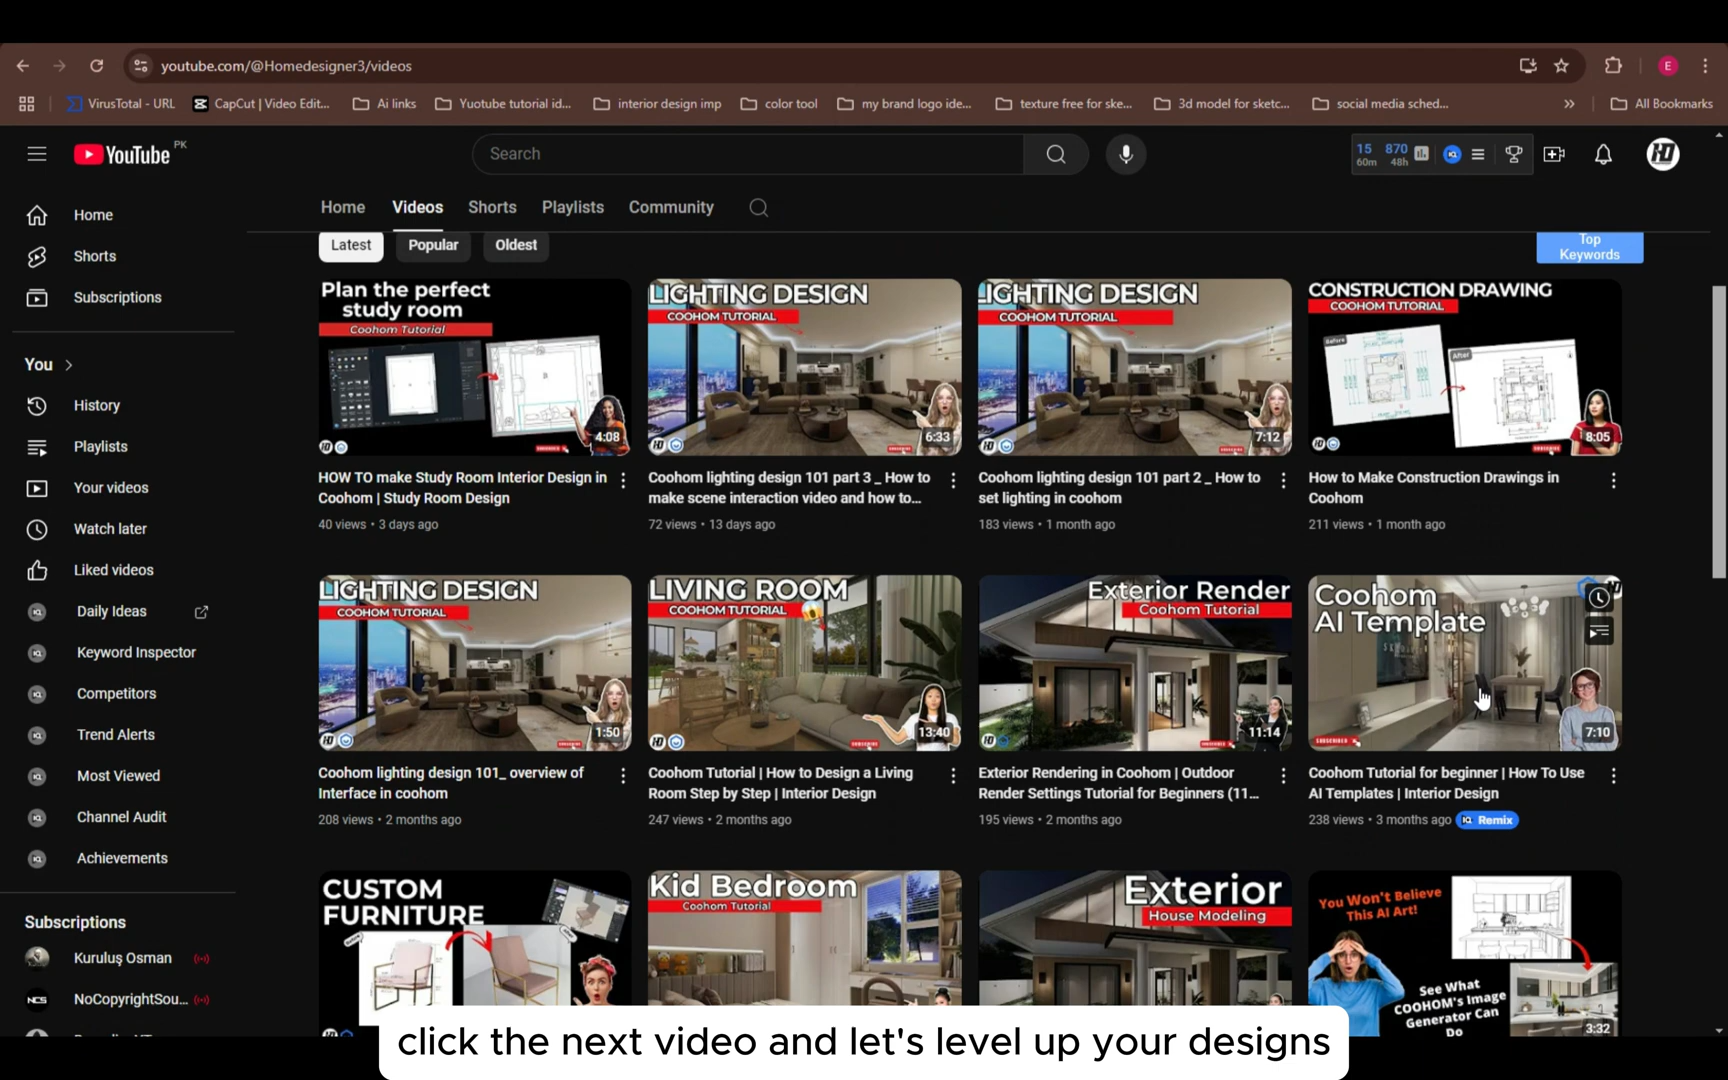 youtube.com/@Homedesigner3/videos
E
VirusTotal - URL
CapCut | Video Edit...
Ai links
Yuotube tutorial id...
interior design imp
color tool
my brand logo ide...
texture free for ske...
3d model for sketc...
social media sched...
»
All Bookmarks
YouTube PK
Search
15 870
60m 48h
IQ
HD
Home
Videos
Shorts
Playlists
Community
Latest
Popular
Oldest
Top
Keywords
Home
Shorts
Subscriptions
You >
History
Playlists
Your videos
Watch later
Liked videos
Daily Ideas
Keyword Inspector
Competitors
Trend Alerts
Most Viewed
Channel Audit
Achievements
Subscriptions
Kuruluş Osman
NCS
NoCopyrightSou...
Plan the perfect
study room
Coohom Tutorial
4:08
HOW TO make Study Room Interior Design in
Coohom | Study Room Design
40 views • 3 days ago
LIGHTING DESIGN
COOHOM TUTORIAL
6:33
Coohom lighting design 101 part 3 _ How to
make scene interaction video and how to...
72 views • 13 days ago
LIGHTING DESIGN
COOHOM TUTORIAL
7:12
Coohom lighting design 101 part 2 _ How to
set lighting in coohom
183 views • 1 month ago
CONSTRUCTION DRAWING
COOHOM TUTORIAL
Before
After
8:05
How to Make Construction Drawings in
Coohom
211 views • 1 month ago
LIGHTING DESIGN
COOHOM TUTORIAL
1:50
Coohom lighting design 101_ overview of
Interface in coohom
208 views • 2 months ago
LIVING ROOM
COOHOM TUTORIAL
13:40
Coohom Tutorial | How to Design a Living
Room Step by Step | Interior Design
247 views • 2 months ago
Exterior Render
Coohom Tutorial
11:14
Exterior Rendering in Coohom | Outdoor
Render Settings Tutorial for Beginners (11...
195 views • 2 months ago
Coohom
AI Template
SUBSCRIBED
7:10
Coohom Tutorial for beginner | How To Use
AI Templates | Interior Design
238 views • 3 months ago
Remix
CUSTOM
FURNITURE
Kid Bedroom
Coohom Tutorial
Exterior
House Modeling
You Won't Believe
This AI Art!
See What
COOHOM's Image
Generator Can
Do
3:32
click the next video and let's level up your designs